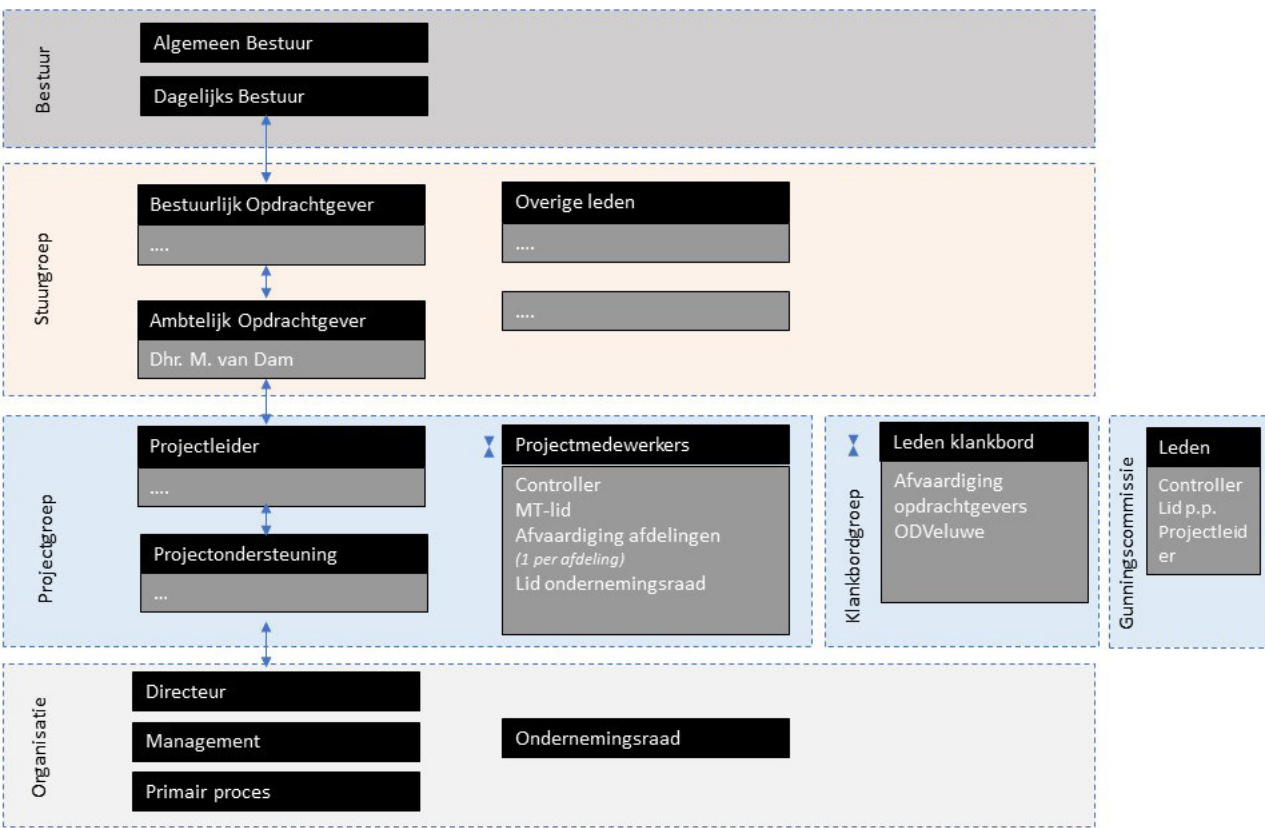 Bestuur
Algemeen Bestuur
Dagelijks Bestuur
Stuurgroep
Bestuurlijk Opdrachtgever
....
Overige leden
....
....
Ambtelijk Opdrachtgever
Dhr. M. van Dam
Projectgroep
Projectleider
....
Projectondersteuning
...
Projectmedewerkers
Controller
MT-lid
Afvaardiging afdelingen
(1 per afdeling)
Lid ondernemingsraad
Klankbordgroep
Leden klankbord
Afvaardiging
opdrachtgevers
ODVeluwe
Gunningscommissie
Leden
Controller
Lid p.p.
Projectleid
er
Organisatie
Directeur
Management
Primair proces
Ondernemingsraad